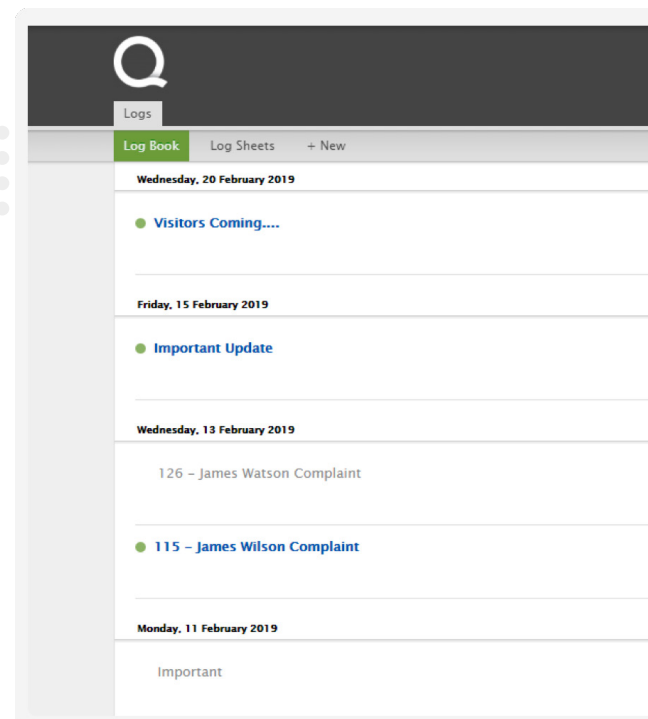 Q
Logs
Log Book Log Sheets + New
Wednesday, 20 February 2019
Visitors Coming....
Friday, 15 February 2019
Important Update
Wednesday, 13 February 2019
126 – James Watson Complaint
115 – James Wilson Complaint
Monday, 11 February 2019
Important